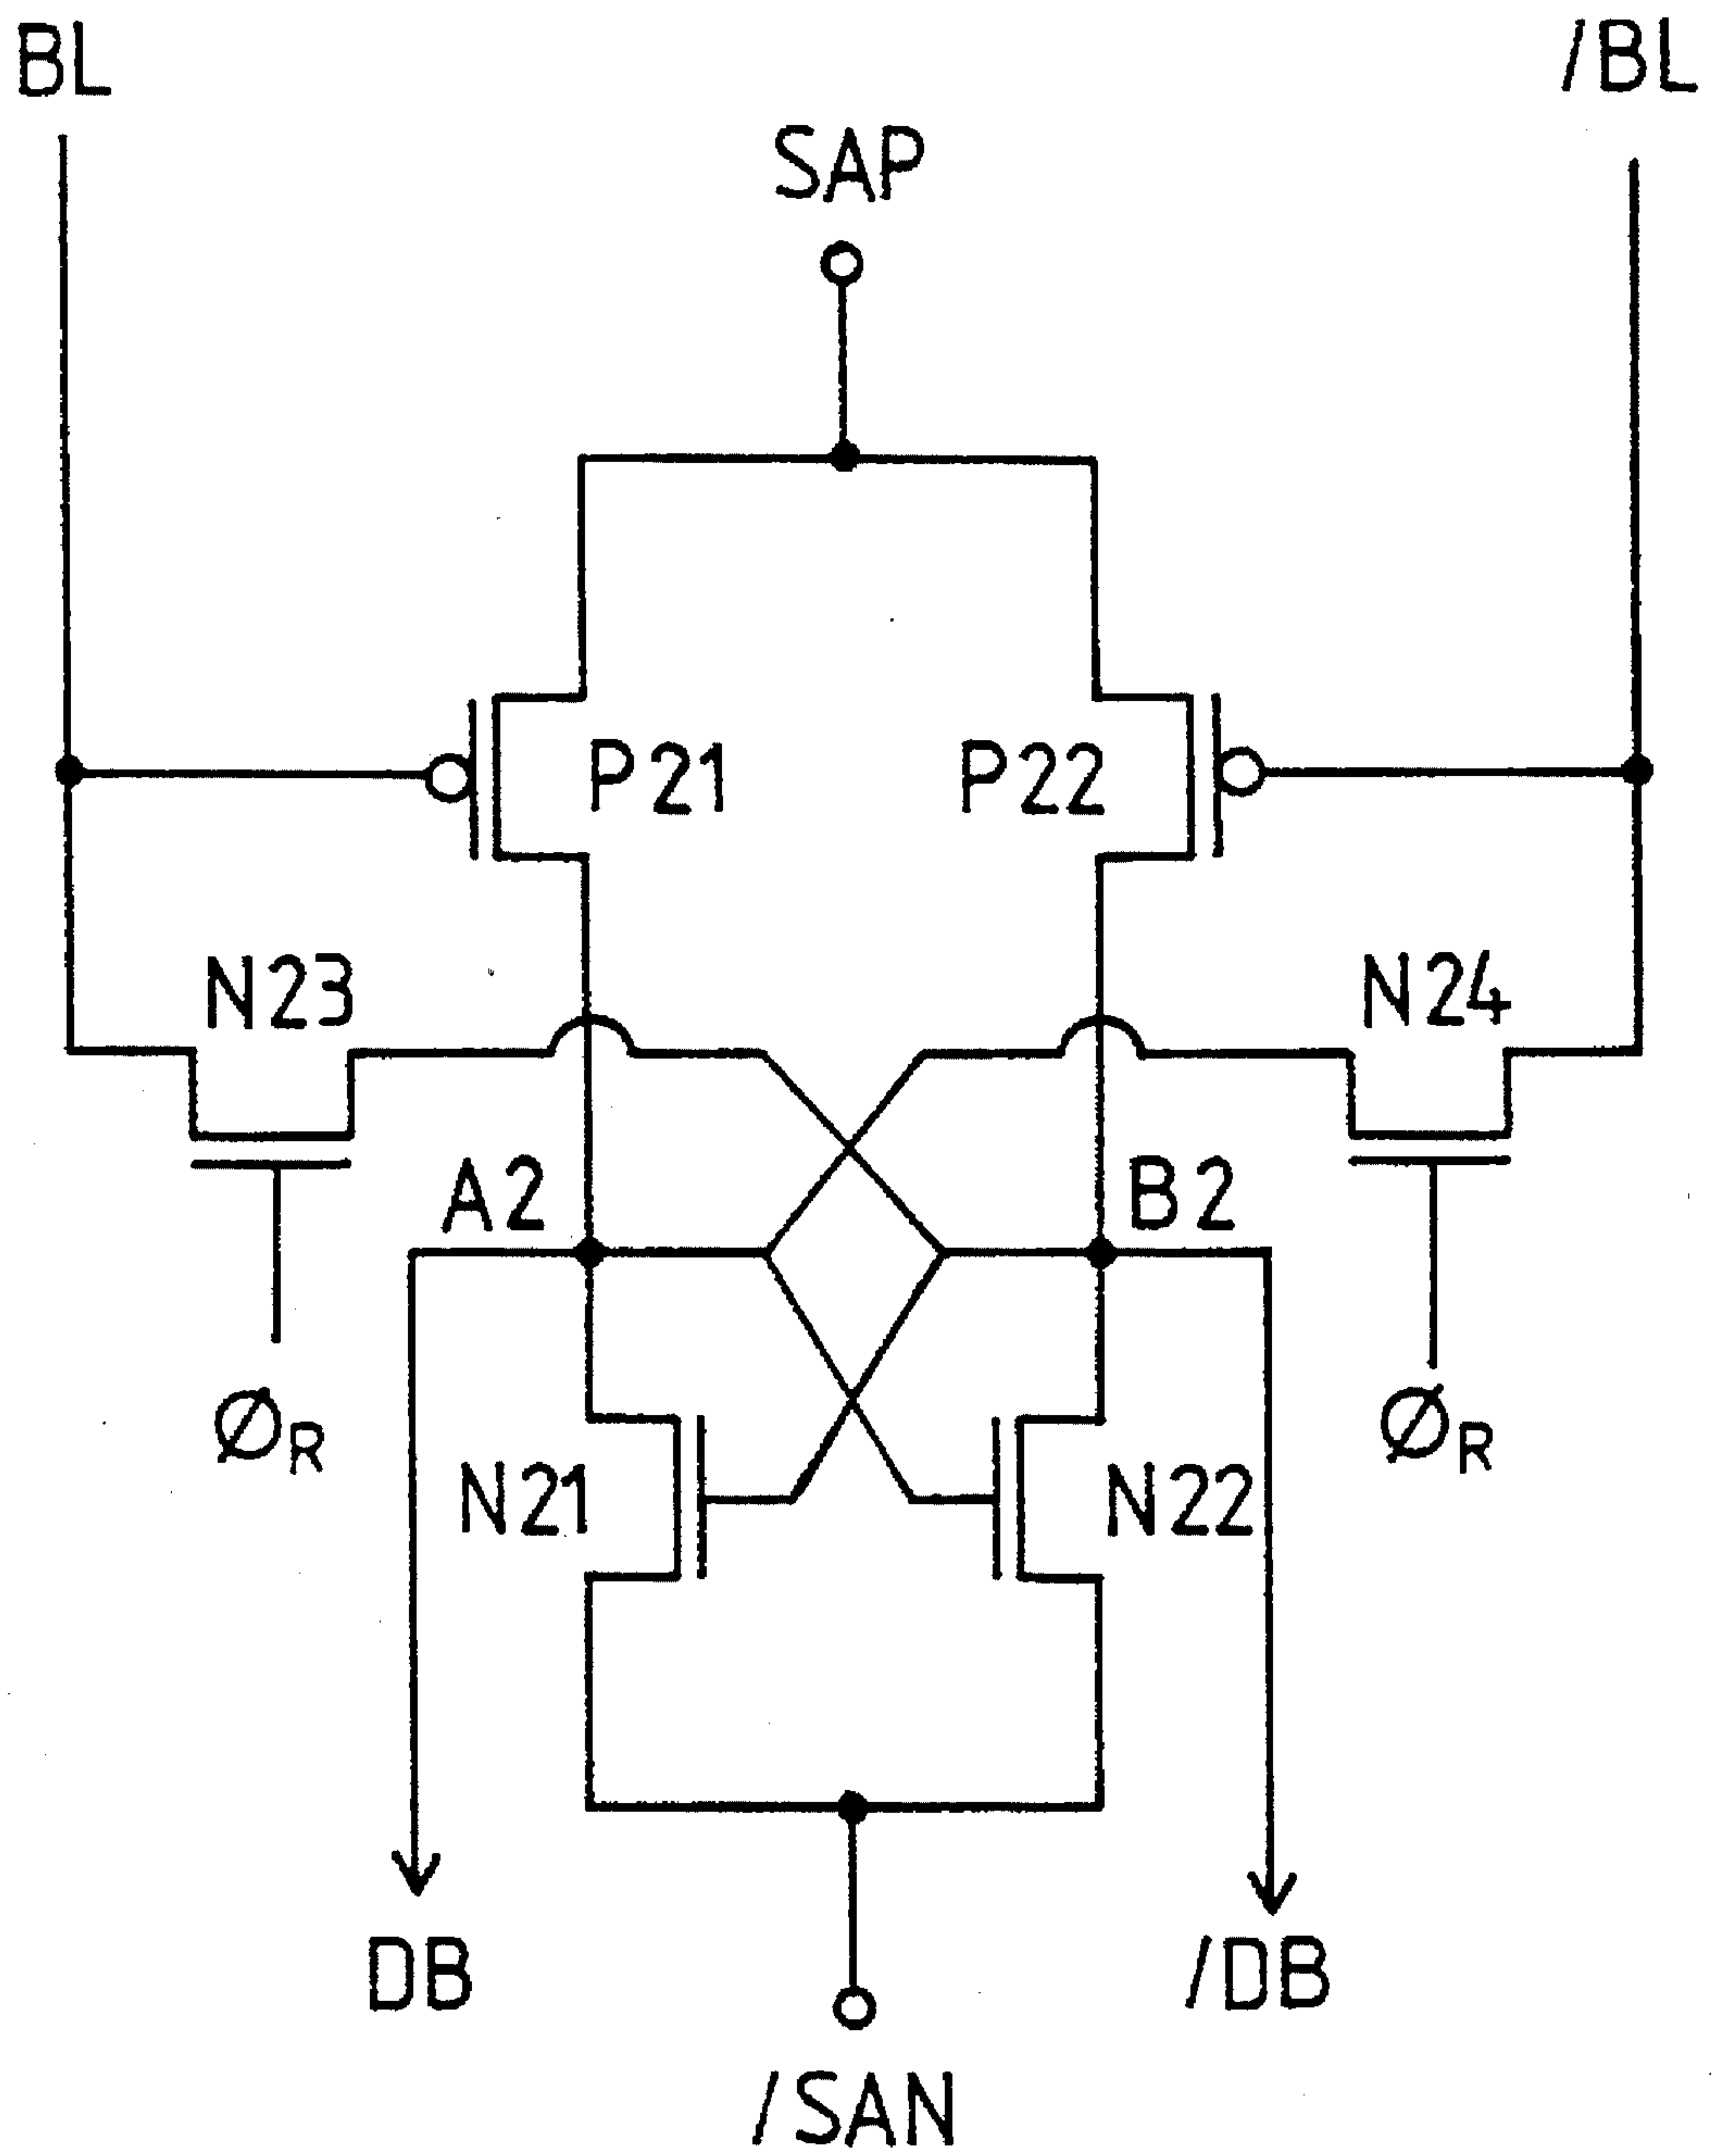 BL
/BL
SAP
P21
P22
N23
N24
A2
B2
ØR
ØR
N21
N22
DB
/DB
/SAN